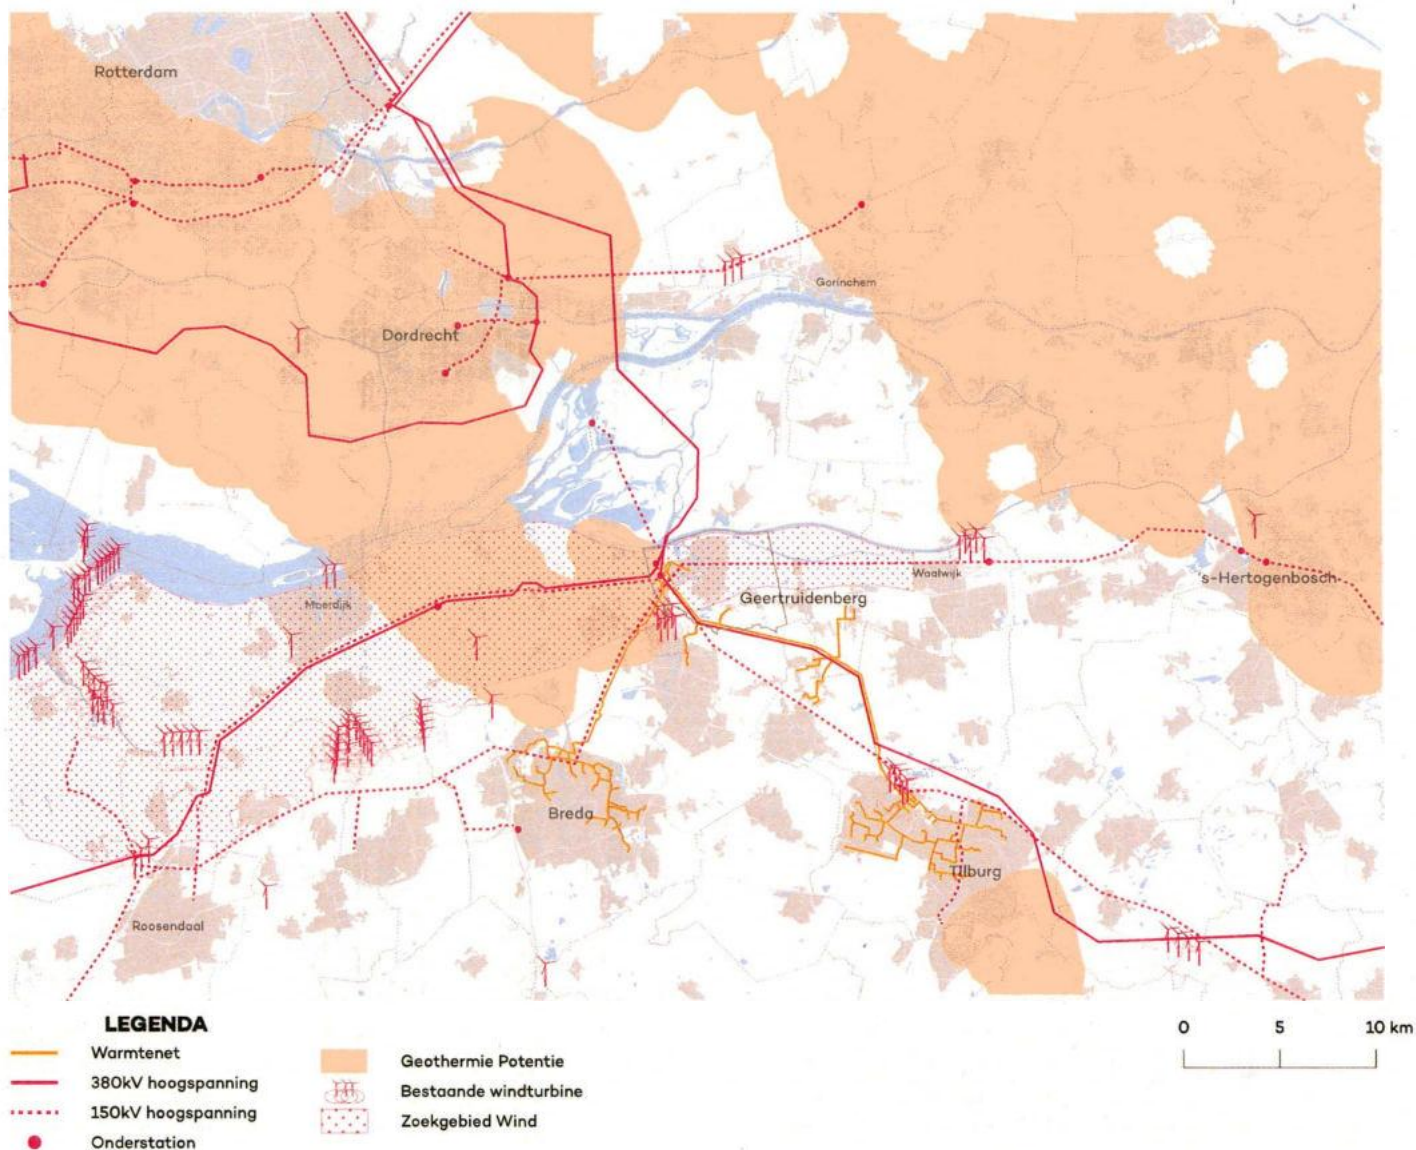 Rotterdam
Gorinchem
Dordrecht
's-Hertogenbosch
Waalwijk
Geertruidenberg
Moerdijk
Breda
Tilburg
Roosendaal
LEGENDA
Warmtenet
380kV hoogspanning
150kV hoogspanning
Onderstation
Geothermie Potentie
Bestaande windturbine
Zoekgebied Wind
0 5 10 km